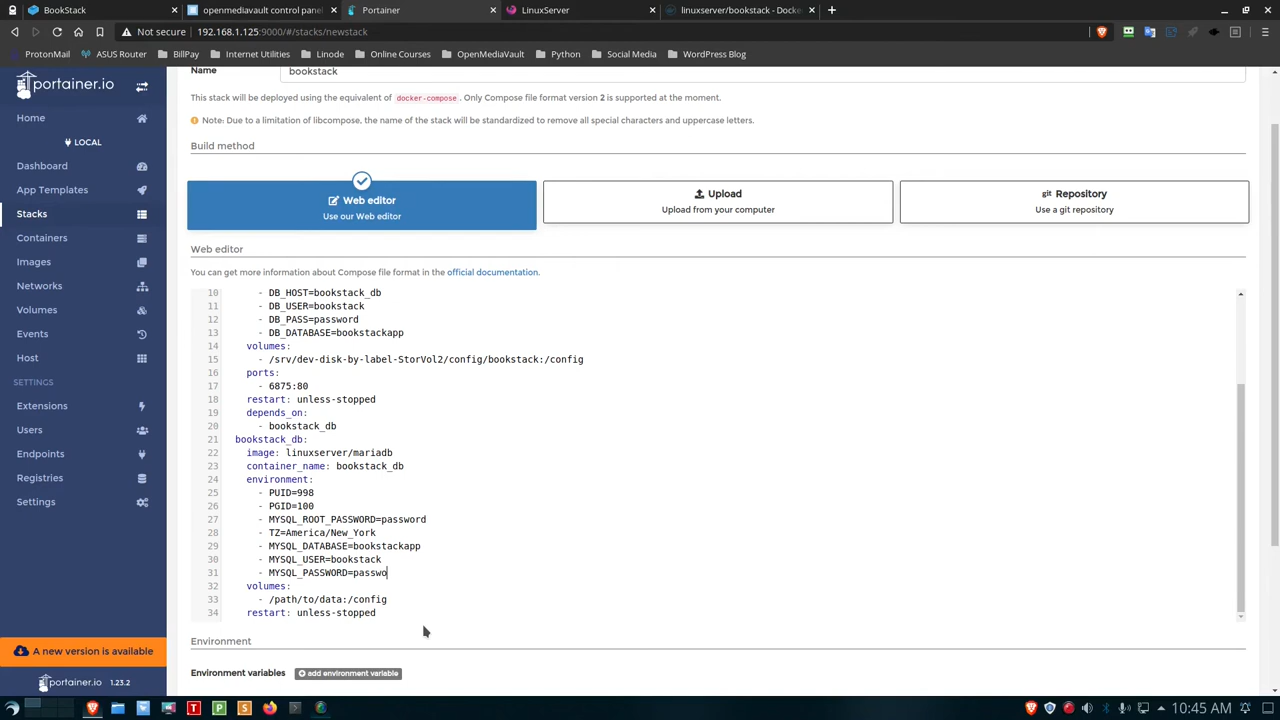 BookStack
openmediavault control panel
Portainer
LinuxServer
linuxserver/bookstack - Docke
Not secure 192.168.1.125:9000/#/stacks/newstack
ProtonMail ASUS Router BillPay Internet Utilities Linode Online Courses OpenMediaVault Python Social Media WordPress Blog
portainer.io
Home
LOCAL
Dashboard
App Templates
Stacks
Containers
Images
Networks
Volumes
Events
Host
SETTINGS
Extensions
Users
Endpoints
Registries
Settings
A new version is available
portainer.io 1.23.2
Name bookstack
This stack will be deployed using the equivalent of docker-compose. Only Compose file format version 2 is supported at the moment.
Note: Due to a limitation of libcompose, the name of the stack will be standardized to remove all special characters and uppercase letters.
Build method
Web editor
Use our Web editor
Upload
Upload from your computer
git Repository
Use a git repository
Web editor
You can get more information about Compose file format in the official documentation.
10 - DB_HOST=bookstack_db
11 - DB_USER=bookstack
12 - DB_PASS=password
13 - DB_DATABASE=bookstackapp
14 volumes:
15 - /srv/dev-disk-by-label-StorVol2/config/bookstack:/config
16 ports:
17 - 6875:80
18 restart: unless-stopped
19 depends_on:
20 - bookstack_db
21 bookstack_db:
22 image: linuxserver/mariadb
23 container_name: bookstack_db
24 environment:
25 - PUID=998
26 - PGID=100
27 - MYSQL_ROOT_PASSWORD=password
28 - TZ=America/New_York
29 - MYSQL_DATABASE=bookstackapp
30 - MYSQL_USER=bookstack
31 - MYSQL_PASSWORD=passwo
32 volumes:
33 - /path/to/data:/config
34 restart: unless-stopped
Environment
Environment variables add environment variable
T P S 10:45 AM